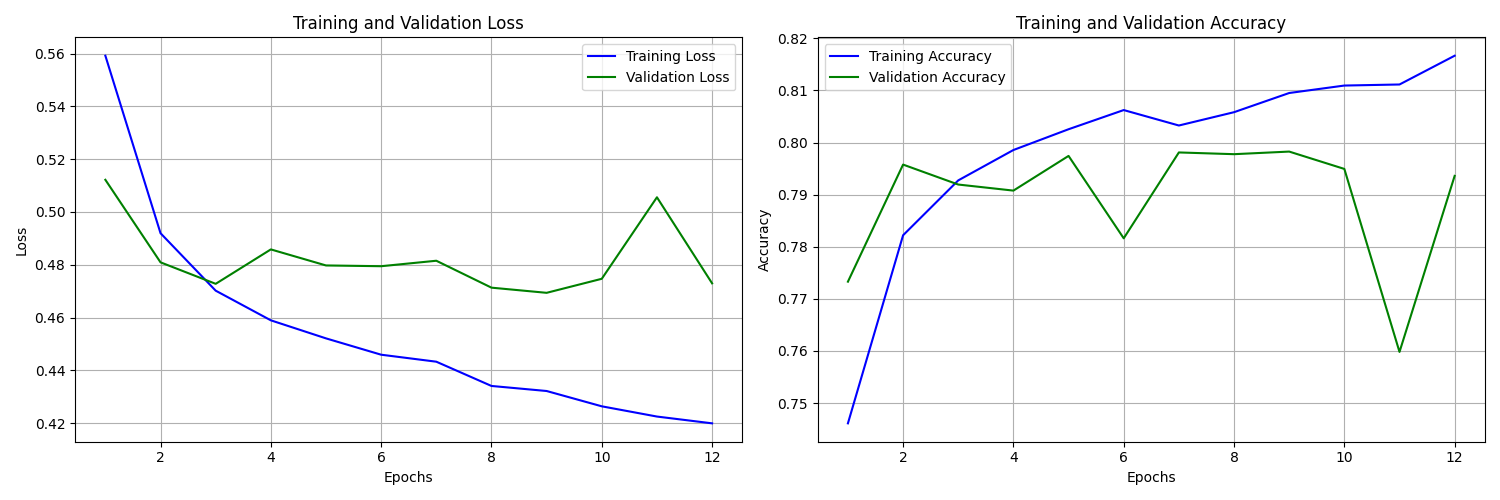 Training and Validation Loss
Training Loss
Validation Loss
0.56
0.54
0.52
0.50
0.48
0.46
0.44
0.42
Loss
2 4 6 8 10 12
Epochs
Training and Validation Accuracy
Training Accuracy
Validation Accuracy
0.82
0.81
0.80
0.79
0.78
0.77
0.76
0.75
Accuracy
2 4 6 8 10 12
Epochs